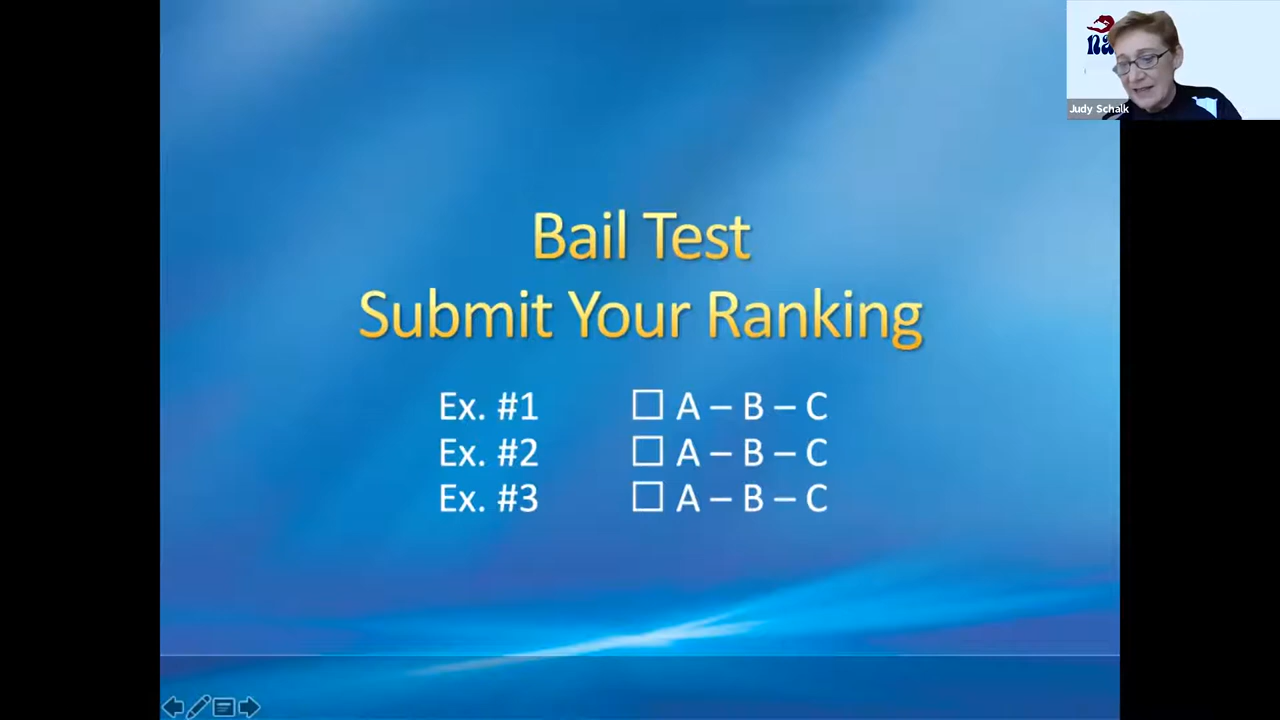 Bail Test
Submit Your Ranking
Ex. #1 ☐ A – B – C
Ex. #2 ☐ A – B – C
Ex. #3 ☐ A – B – C
Judy Schalk